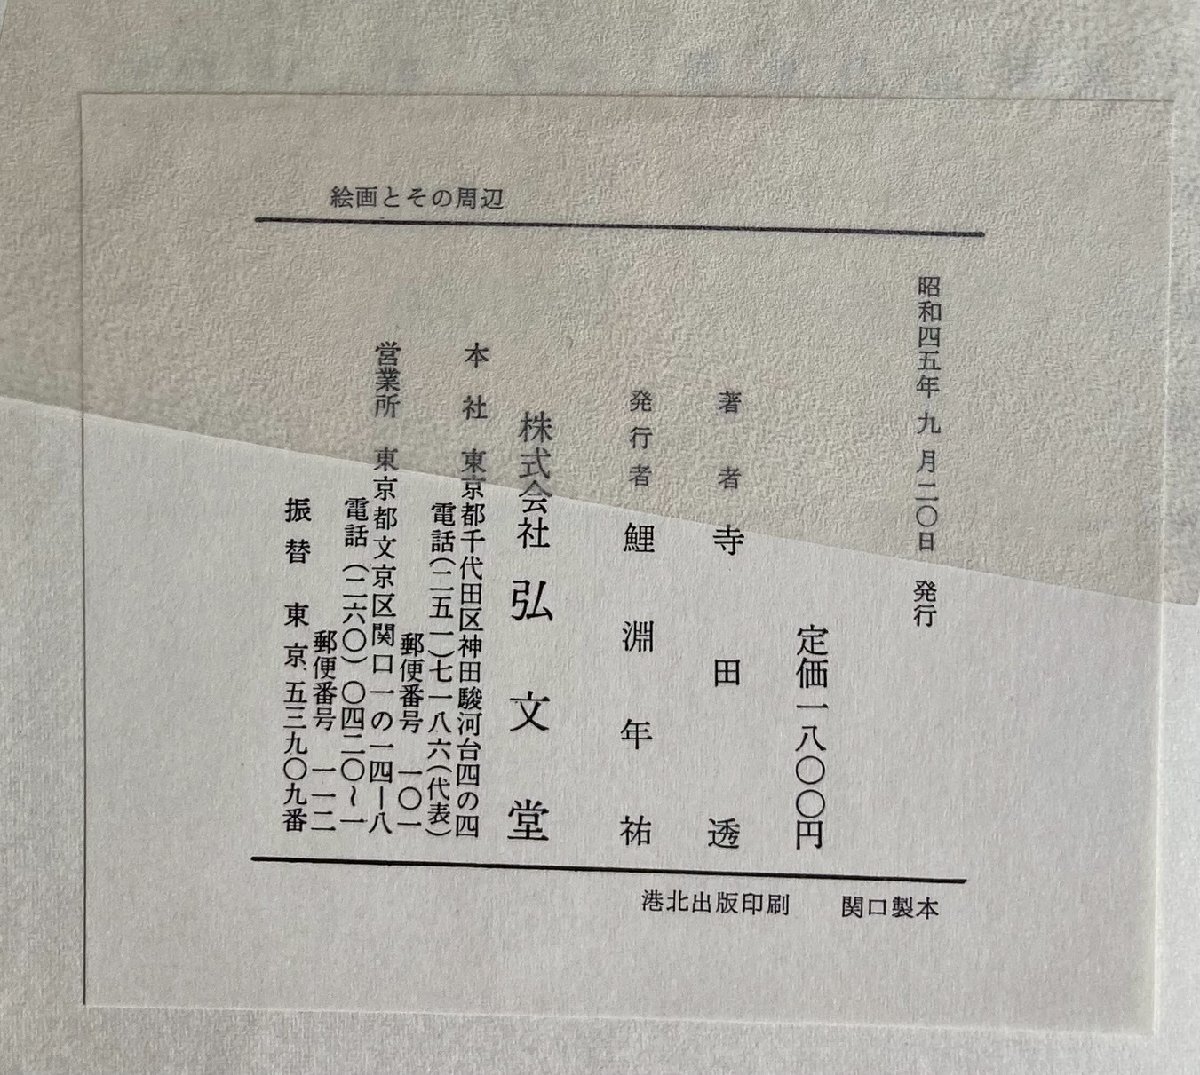 絵画とその周辺
昭和四五年九月二〇日 発行
定価一八〇〇円
著者 寺田透
発行者 鯉淵年祐
株式会社 弘文堂
本社 東京都千代田区神田駿河台四の四
電話(二五一)七一八六(代表)
郵便番号 一〇一
営業所 東京都文京区関口一の一四ー八
電話(二六〇)〇四二〇~一
郵便番号 一一二
振替 東京五三九〇九番
港北出版印刷 関口製本